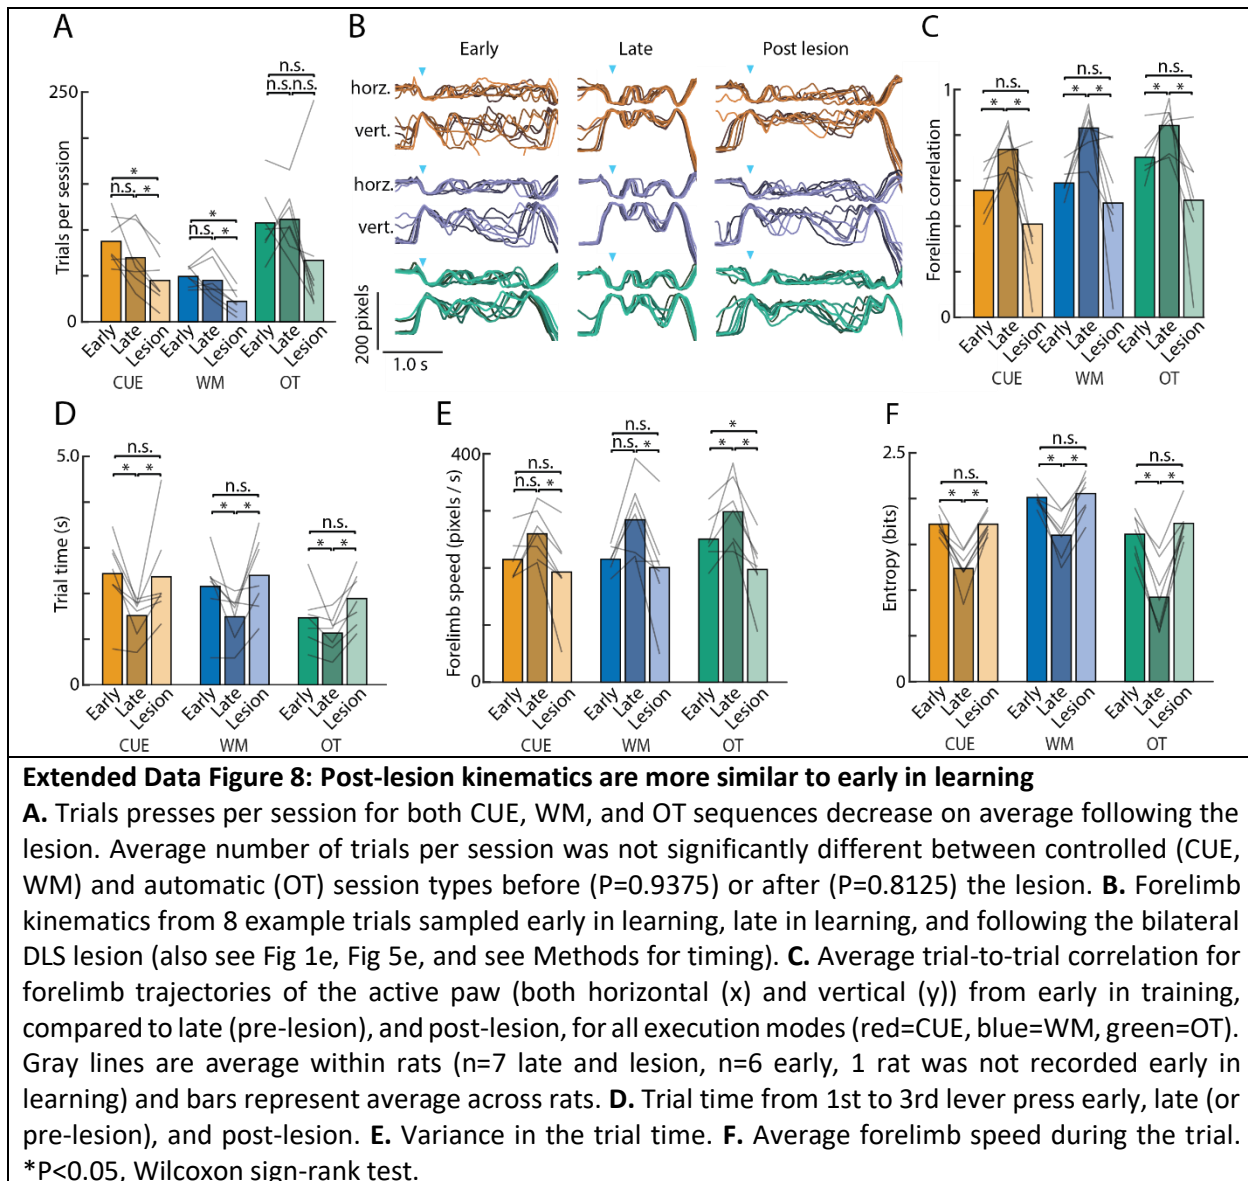 A
250
Trials per session
0
*
n.s.
*
*
n.s.
*
n.s.
n.s.
n.s.
Early
Late
Lesion
Early
Late
Lesion
Early
Late
Lesion
CUE
WM
OT
B
Early
Late
Post lesion
horz.
vert.
horz.
vert.
200 pixels
1.0 s
C
1
Forelimb correlation
0
n.s.
*
*
n.s.
*
*
n.s.
*
*
Early
Late
Lesion
Early
Late
Lesion
Early
Late
Lesion
CUE
WM
OT
D
5.0
Trial time (s)
0
n.s.
*
*
n.s.
*
*
n.s.
*
*
Early
Late
Lesion
Early
Late
Lesion
Early
Late
Lesion
CUE
WM
OT
E
400
Forelimb speed (pixels / s)
0
n.s.
n.s.
*
n.s.
n.s.
*
*
*
*
Early
Late
Lesion
Early
Late
Lesion
Early
Late
Lesion
CUE
WM
OT
F
2.5
Entropy (bits)
0
n.s.
*
*
n.s.
*
*
n.s.
*
*
Early
Late
Lesion
Early
Late
Lesion
Early
Late
Lesion
CUE
WM
OT
Extended Data Figure 8: Post-lesion kinematics are more similar to early in learning
A. Trials presses per session for both CUE, WM, and OT sequences decrease on average following the
lesion. Average number of trials per session was not significantly different between controlled (CUE,
WM) and automatic (OT) session types before (P=0.9375) or after (P=0.8125) the lesion. B. Forelimb
kinematics from 8 example trials sampled early in learning, late in learning, and following the bilateral
DLS lesion (also see Fig 1e, Fig 5e, and see Methods for timing). C. Average trial-to-trial correlation for
forelimb trajectories of the active paw (both horizontal (x) and vertical (y)) from early in training,
compared to late (pre-lesion), and post-lesion, for all execution modes (red=CUE, blue=WM, green=OT).
Gray lines are average within rats (n=7 late and lesion, n=6 early, 1 rat was not recorded early in
learning) and bars represent average across rats. D. Trial time from 1st to 3rd lever press early, late (or
pre-lesion), and post-lesion. E. Variance in the trial time. F. Average forelimb speed during the trial.
*P<0.05, Wilcoxon sign-rank test.